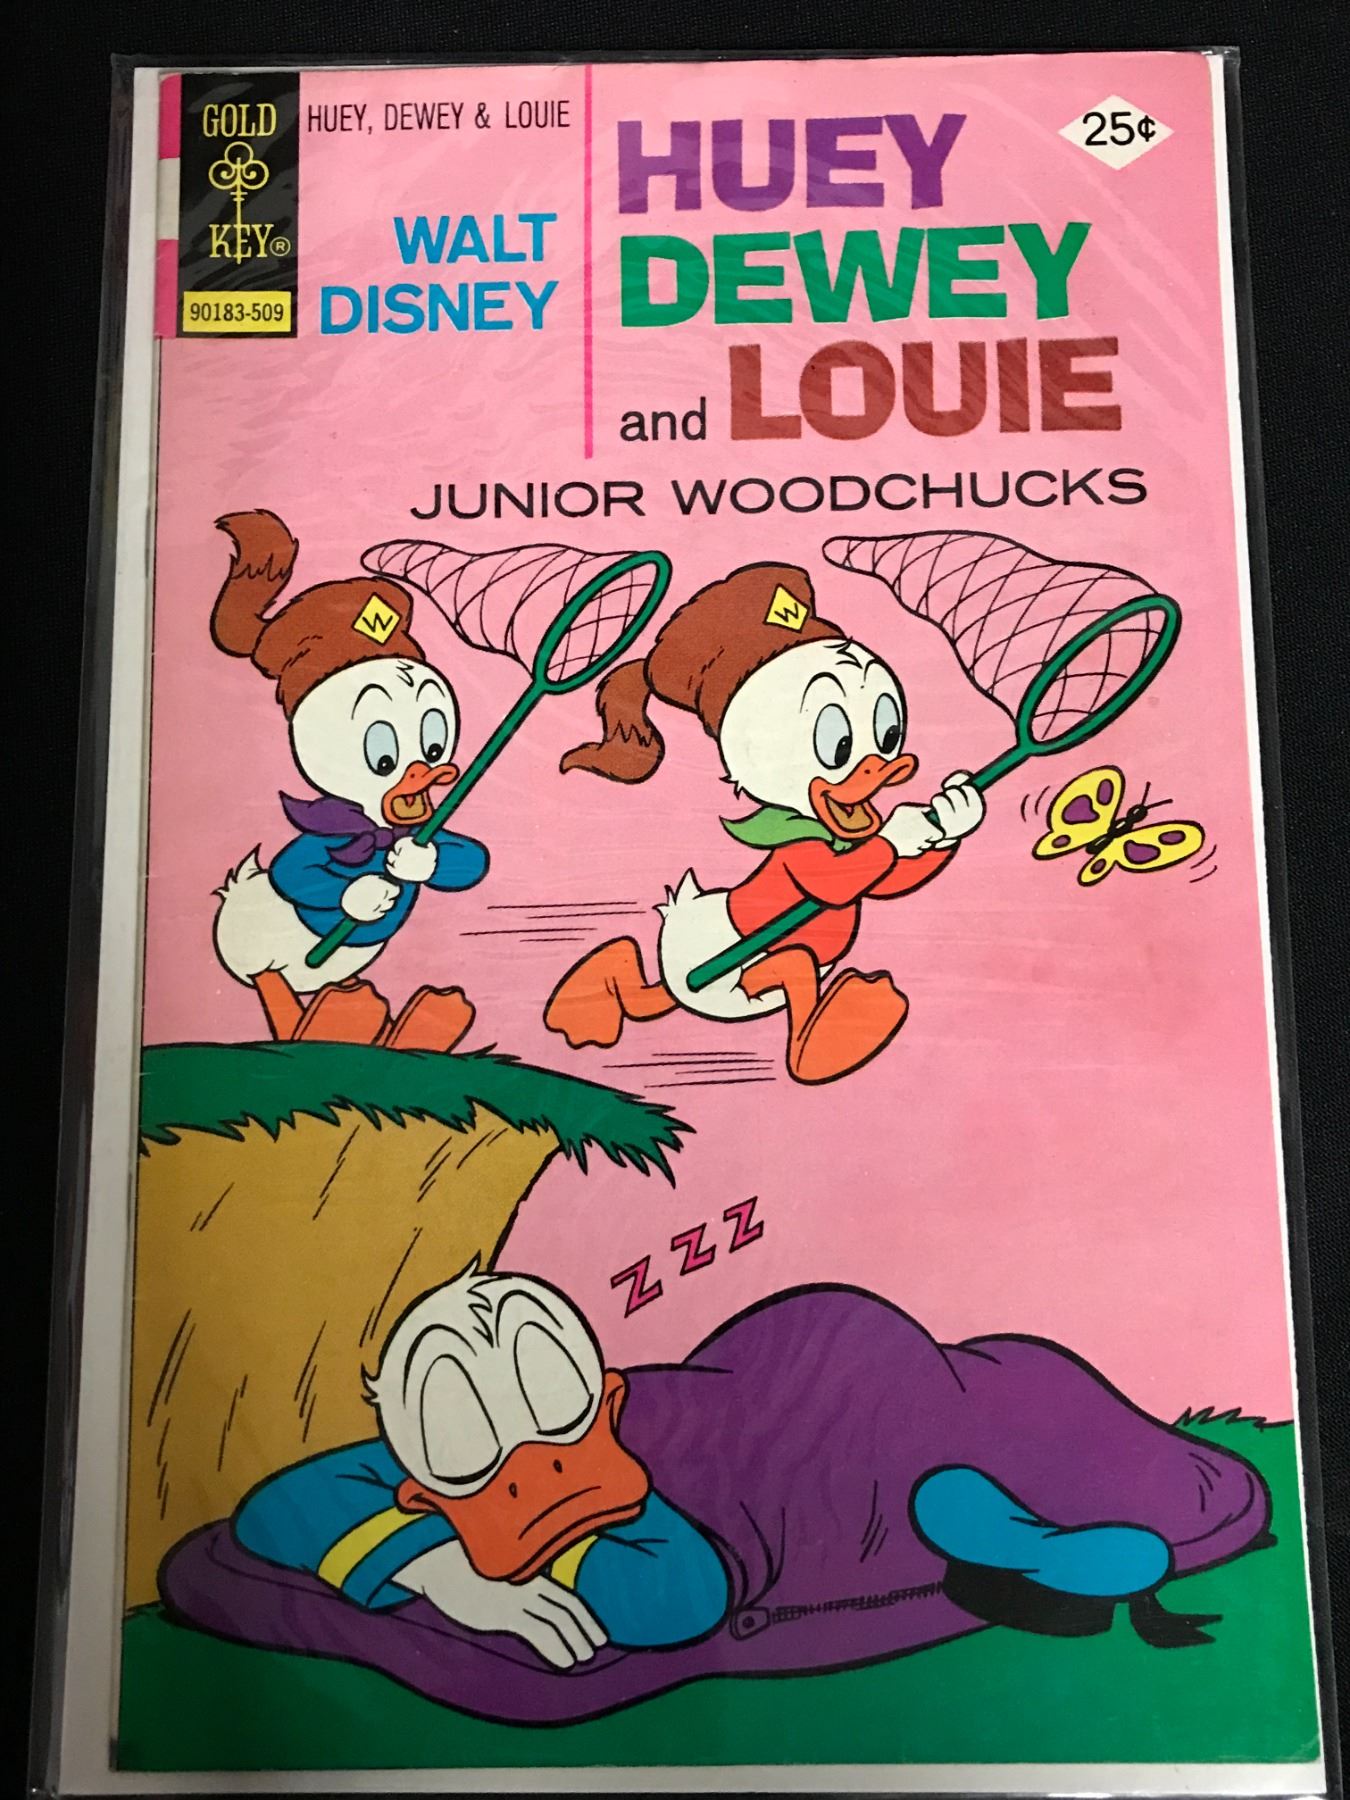 GOLD
KEY®
90183-509
HUEY, DEWEY & LOUIE
WALT
DISNEY
HUEY
DEWEY
and LOUIE
JUNIOR WOODCHUCKS
25¢
W
W
Z Z Z